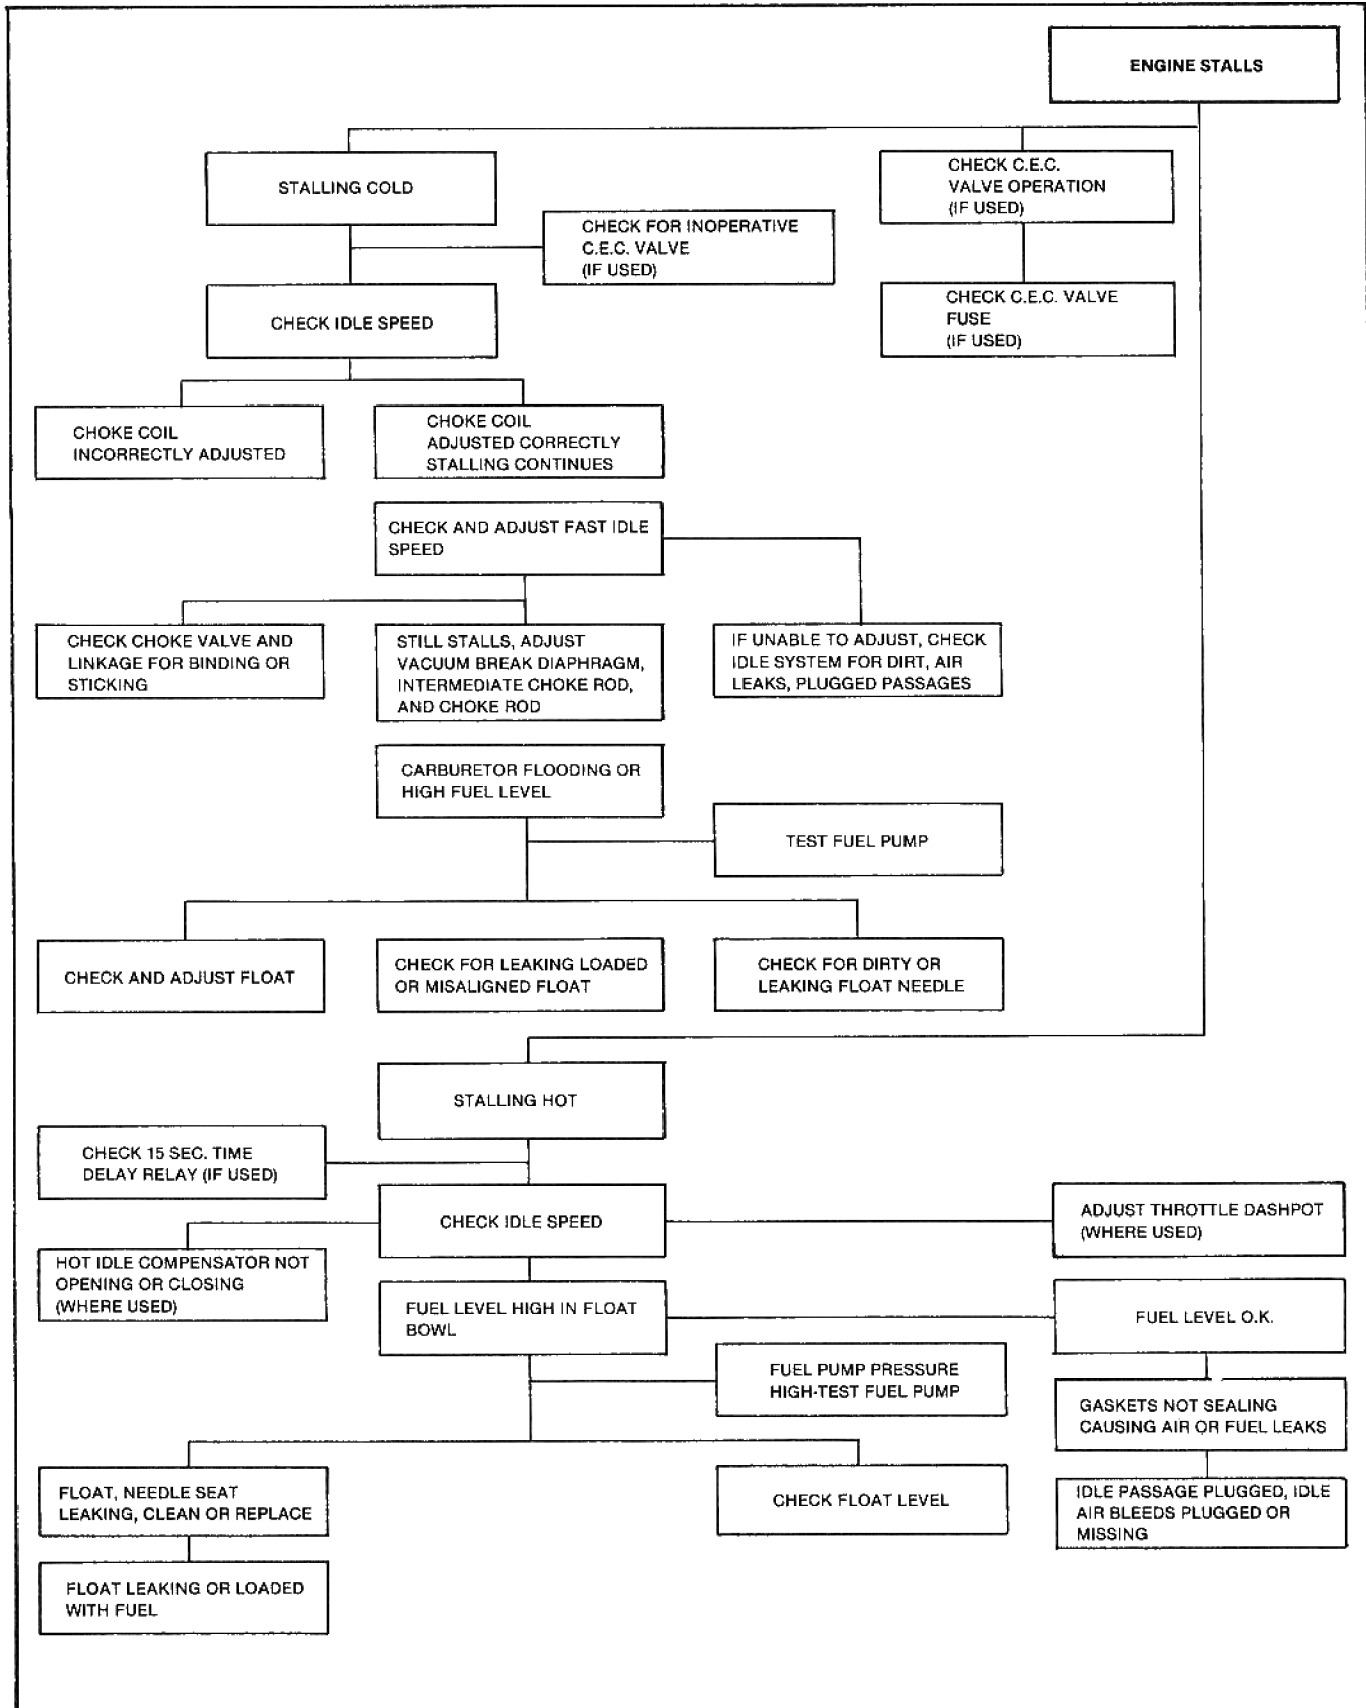 ENGINE STALLS
STALLING COLD
CHECK C.E.C.
VALVE OPERATION
(IF USED)
CHECK FOR INOPERATIVE
C.E.C. VALVE
(IF USED)
CHECK IDLE SPEED
CHECK C.E.C. VALVE
FUSE
(IF USED)
CHOKE COIL
INCORRECTLY ADJUSTED
CHOKE COIL
ADJUSTED CORRECTLY
STALLING CONTINUES
CHECK AND ADJUST FAST IDLE
SPEED
CHECK CHOKE VALVE AND
LINKAGE FOR BINDING OR
STICKING
STILL STALLS, ADJUST
VACUUM BREAK DIAPHRAGM,
INTERMEDIATE CHOKE ROD,
AND CHOKE ROD
IF UNABLE TO ADJUST, CHECK
IDLE SYSTEM FOR DIRT, AIR
LEAKS, PLUGGED PASSAGES
CARBURETOR FLOODING OR
HIGH FUEL LEVEL
TEST FUEL PUMP
CHECK AND ADJUST FLOAT
CHECK FOR LEAKING LOADED
OR MISALIGNED FLOAT
CHECK FOR DIRTY OR
LEAKING FLOAT NEEDLE
STALLING HOT
CHECK 15 SEC. TIME
DELAY RELAY (IF USED)
CHECK IDLE SPEED
ADJUST THROTTLE DASHPOT
(WHERE USED)
HOT IDLE COMPENSATOR NOT
OPENING OR CLOSING
(WHERE USED)
FUEL LEVEL HIGH IN FLOAT
BOWL
FUEL LEVEL O.K.
FUEL PUMP PRESSURE
HIGH-TEST FUEL PUMP
GASKETS NOT SEALING
CAUSING AIR OR FUEL LEAKS
FLOAT, NEEDLE SEAT
LEAKING, CLEAN OR REPLACE
CHECK FLOAT LEVEL
IDLE PASSAGE PLUGGED, IDLE
AIR BLEEDS PLUGGED OR
MISSING
FLOAT LEAKING OR LOADED
WITH FUEL